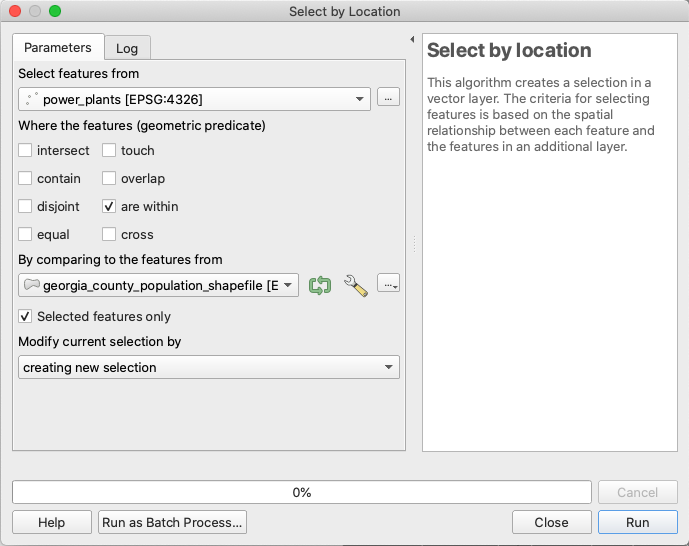 Select by Location
Parameters
Log
Select features from
power_plants [EPSG:4326]
...
Where the features (geometric predicate)
intersect
touch
contain
overlap
disjoint
are within
equal
cross
By comparing to the features from
georgia_county_population_shapefile [E
...
Selected features only
Modify current selection by
creating new selection
Select by location
This algorithm creates a selection in a
vector layer. The criteria for selecting
features is based on the spatial
relationship between each feature and
the features in an additional layer.
0%
Cancel
Help
Run as Batch Process...
Close
Run